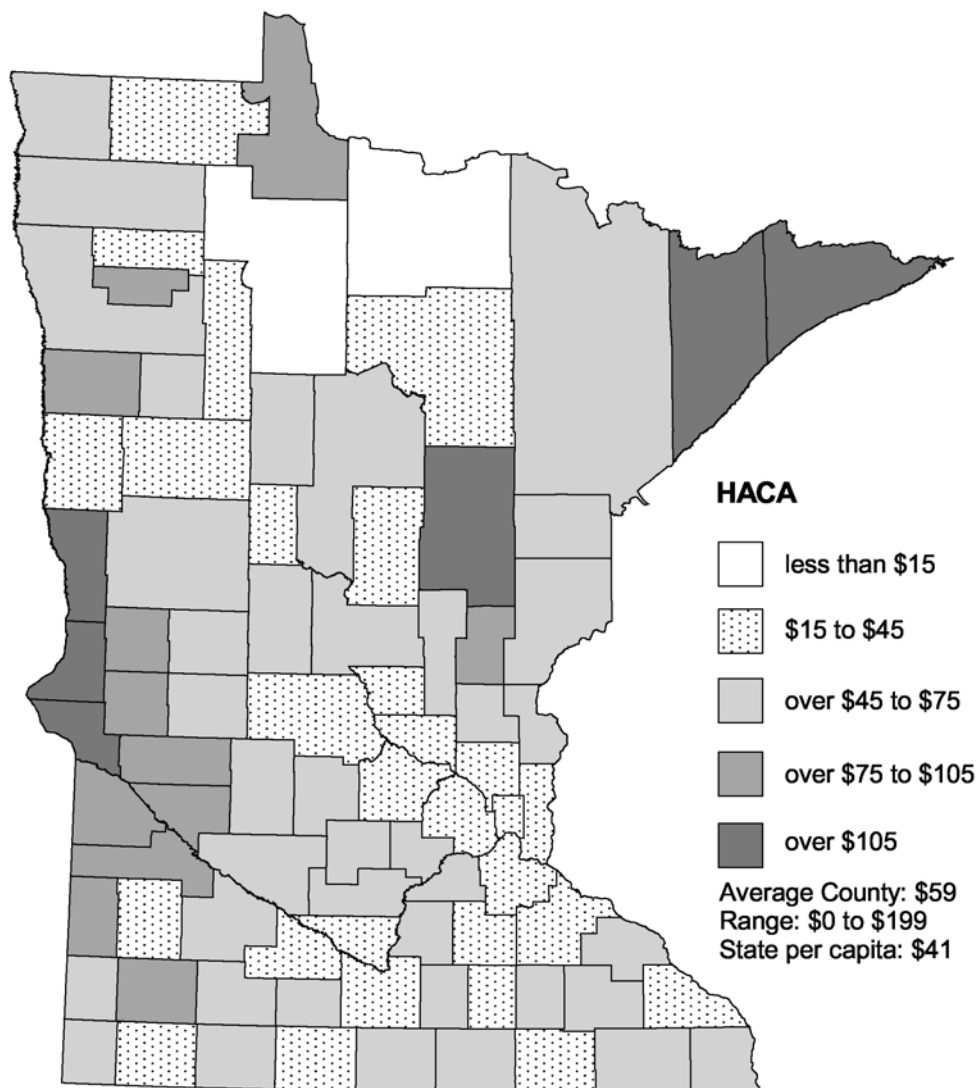 HACA
less than $15
$15 to $45
over $45 to $75
over $75 to $105
over $105
Average County: $59
Range: $0 to $199
State per capita: $41